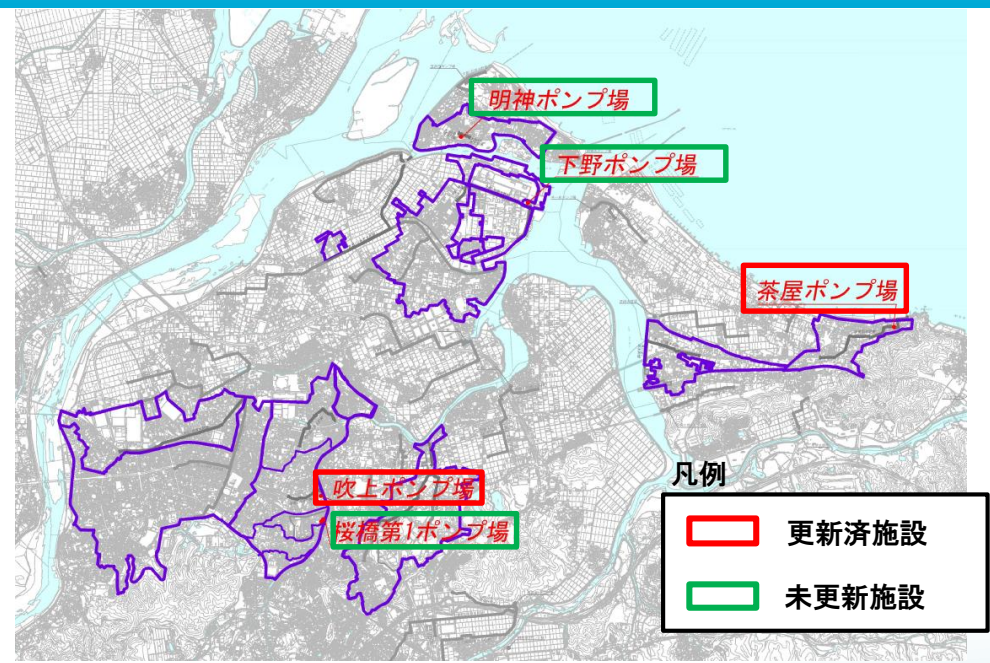 明神ポンプ場
下野ポンプ場
茶屋ポンプ場
吹上ポンプ場
桜橋第1ポンプ場
凡例
更新済施設
未更新施設